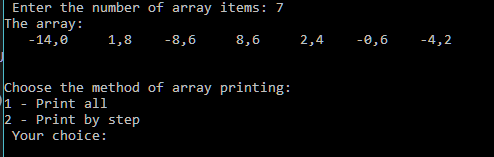 Enter the number of array items: 7
The array:
-14,0 1,8 -8,6 8,6 2,4 -0,6 -4,2
Choose the method of array printing:
1 - Print all
2 - Print by step
Your choice: